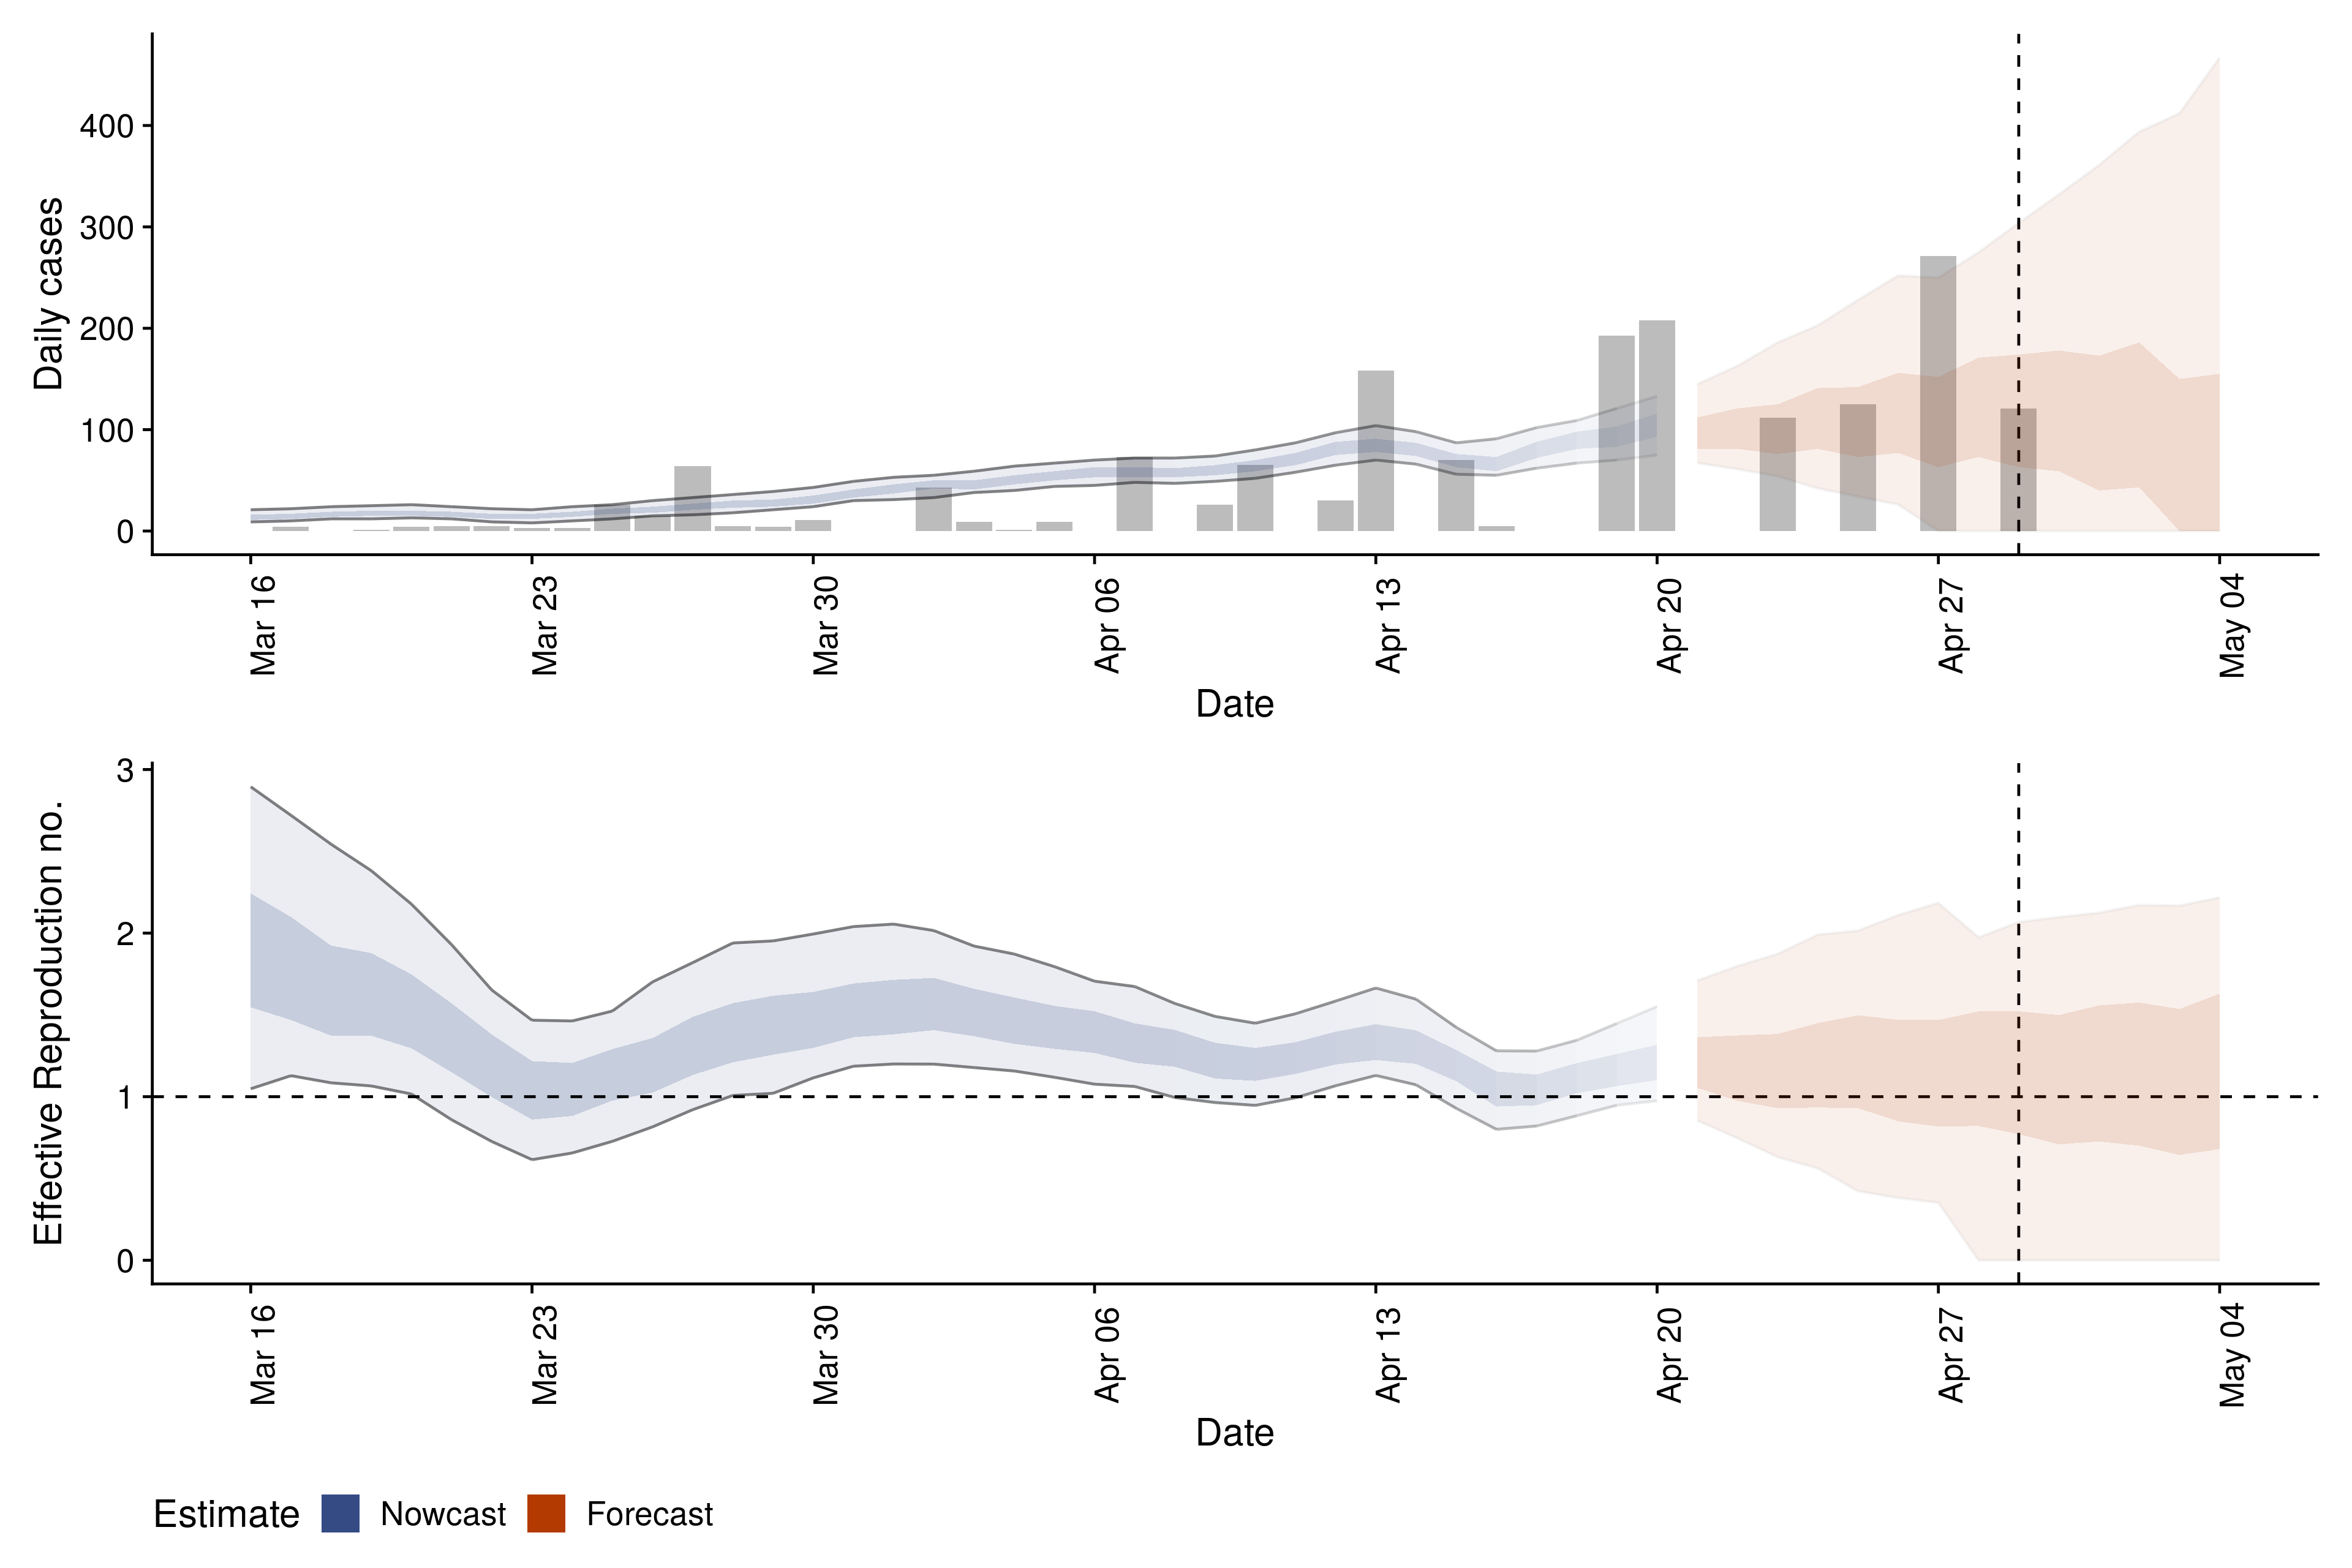 Daily cases
400
300
200
100
0
Mar 16
Mar 23
Mar 30
Apr 06
Apr 13
Apr 20
Apr 27
May 04
Date
Effective Reproduction no.
3
2
1
0
Mar 16
Mar 23
Mar 30
Apr 06
Apr 13
Apr 20
Apr 27
May 04
Date
Estimate Nowcast Forecast